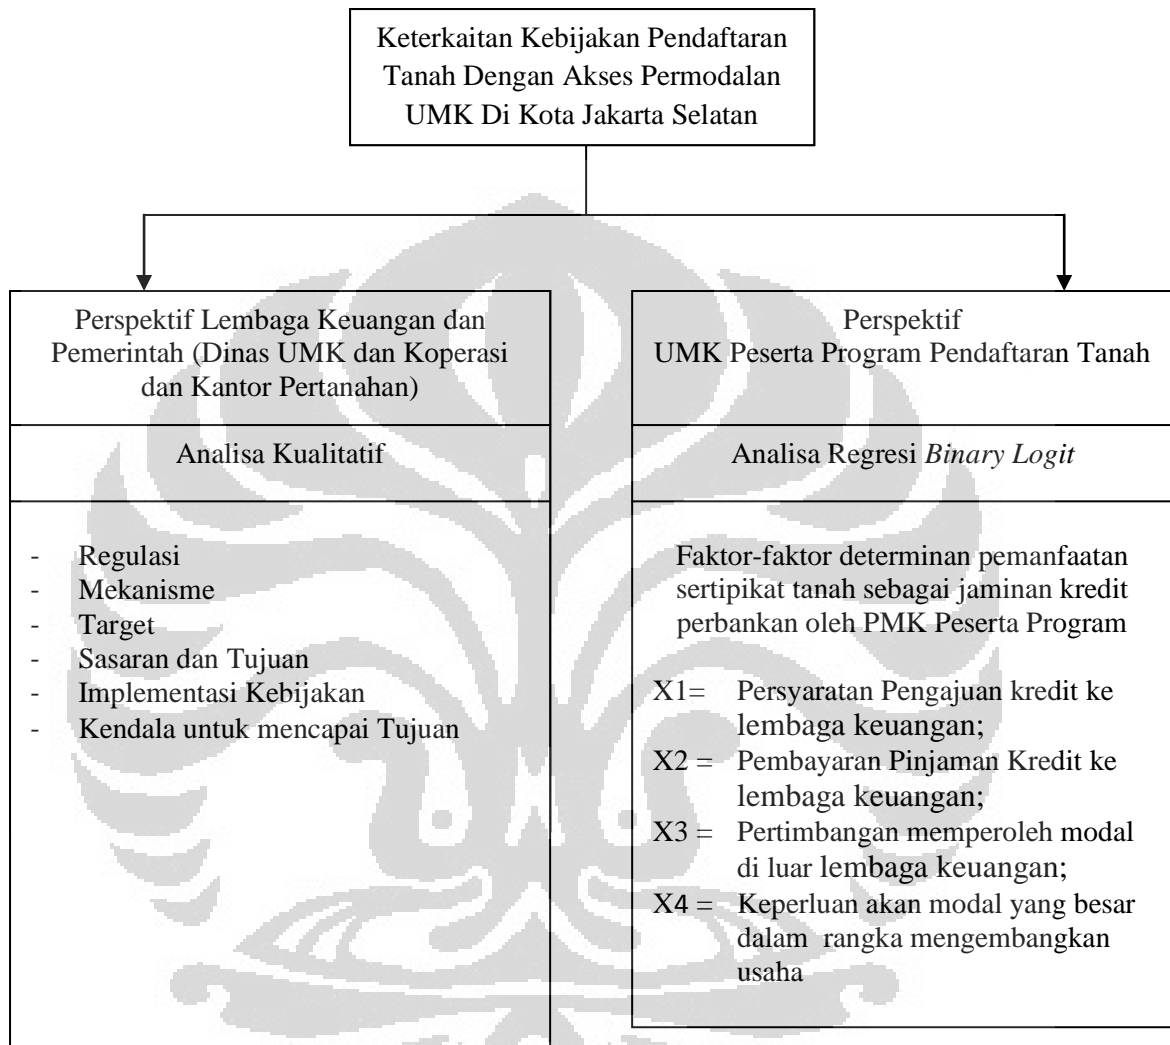 Keterkaitan Kebijakan Pendaftaran
Tanah Dengan Akses Permodalan
UMK Di Kota Jakarta Selatan
Perspektif Lembaga Keuangan dan
Pemerintah (Dinas UMK dan Koperasi
dan Kantor Pertanahan)
Analisa Kualitatif
- Regulasi
- Mekanisme
- Target
- Sasaran dan Tujuan
- Implementasi Kebijakan
- Kendala untuk mencapai Tujuan
Perspektif
UMK Peserta Program Pendaftaran Tanah
Analisa Regresi Binary Logit
Faktor-faktor determinan pemanfaatan
sertipikat tanah sebagai jaminan kredit
perbankan oleh PMK Peserta Program
X1= Persyaratan Pengajuan kredit ke
lembaga keuangan;
X2 = Pembayaran Pinjaman Kredit ke
lembaga keuangan;
X3 = Pertimbangan memperoleh modal
di luar lembaga keuangan;
X4 = Keperluan akan modal yang besar
dalam rangka mengembangkan
usaha